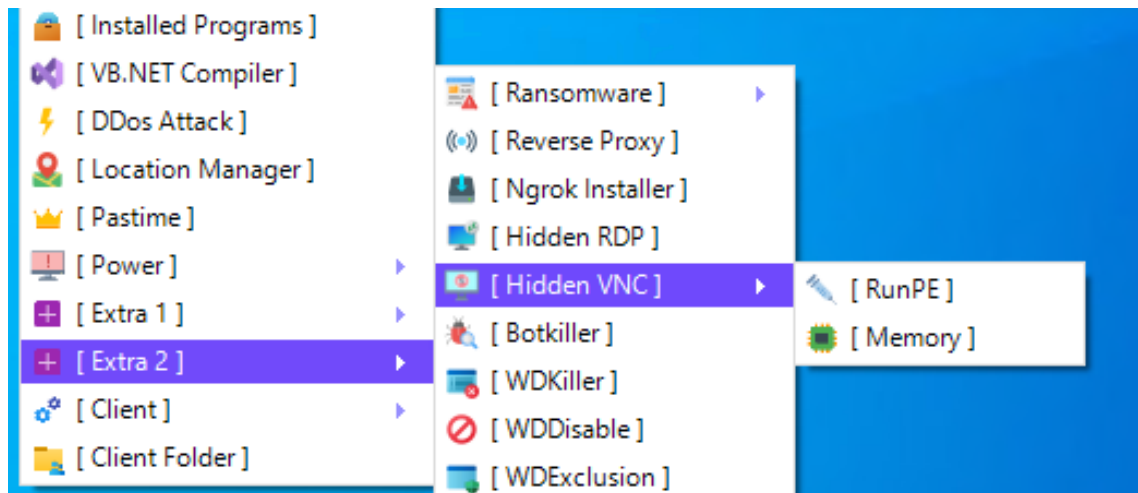 [ Installed Programs ]
[ VB.NET Compiler ]
[ DDos Attack ]
[ Location Manager ]
[ Pastime ]
[ Power ]
[ Extra 1 ]
[ Extra 2 ]
[ Client ]
[ Client Folder ]
[ Ransomware ]
[ Reverse Proxy ]
[ Ngrok Installer ]
[ Hidden RDP ]
[ Hidden VNC ]
[ Botkiller ]
[ WDKiller ]
[ WDDisable ]
[ WDExclusion ]
[ RunPE ]
[ Memory ]